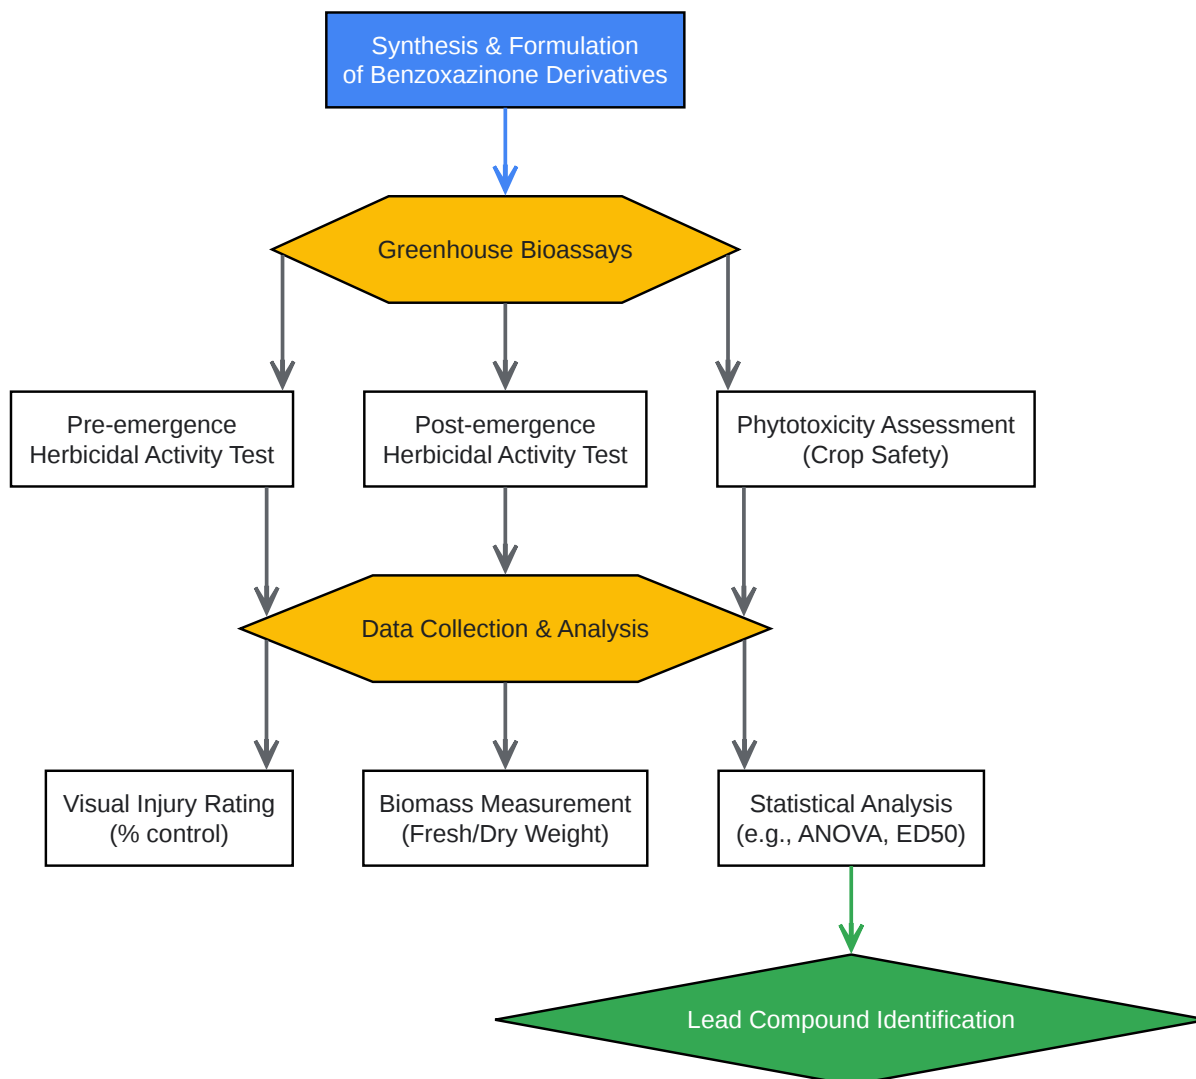 Synthesis & Formulation
of Benzoxazinone Derivatives
Greenhouse Bioassays
Pre-emergence
Herbicidal Activity Test
Post-emergence
Herbicidal Activity Test
Phytotoxicity Assessment
(Crop Safety)
Data Collection & Analysis
Visual Injury Rating
(% control)
Biomass Measurement
(Fresh/Dry Weight)
Statistical Analysis
(e.g., ANOVA, ED50)
Lead Compound Identification